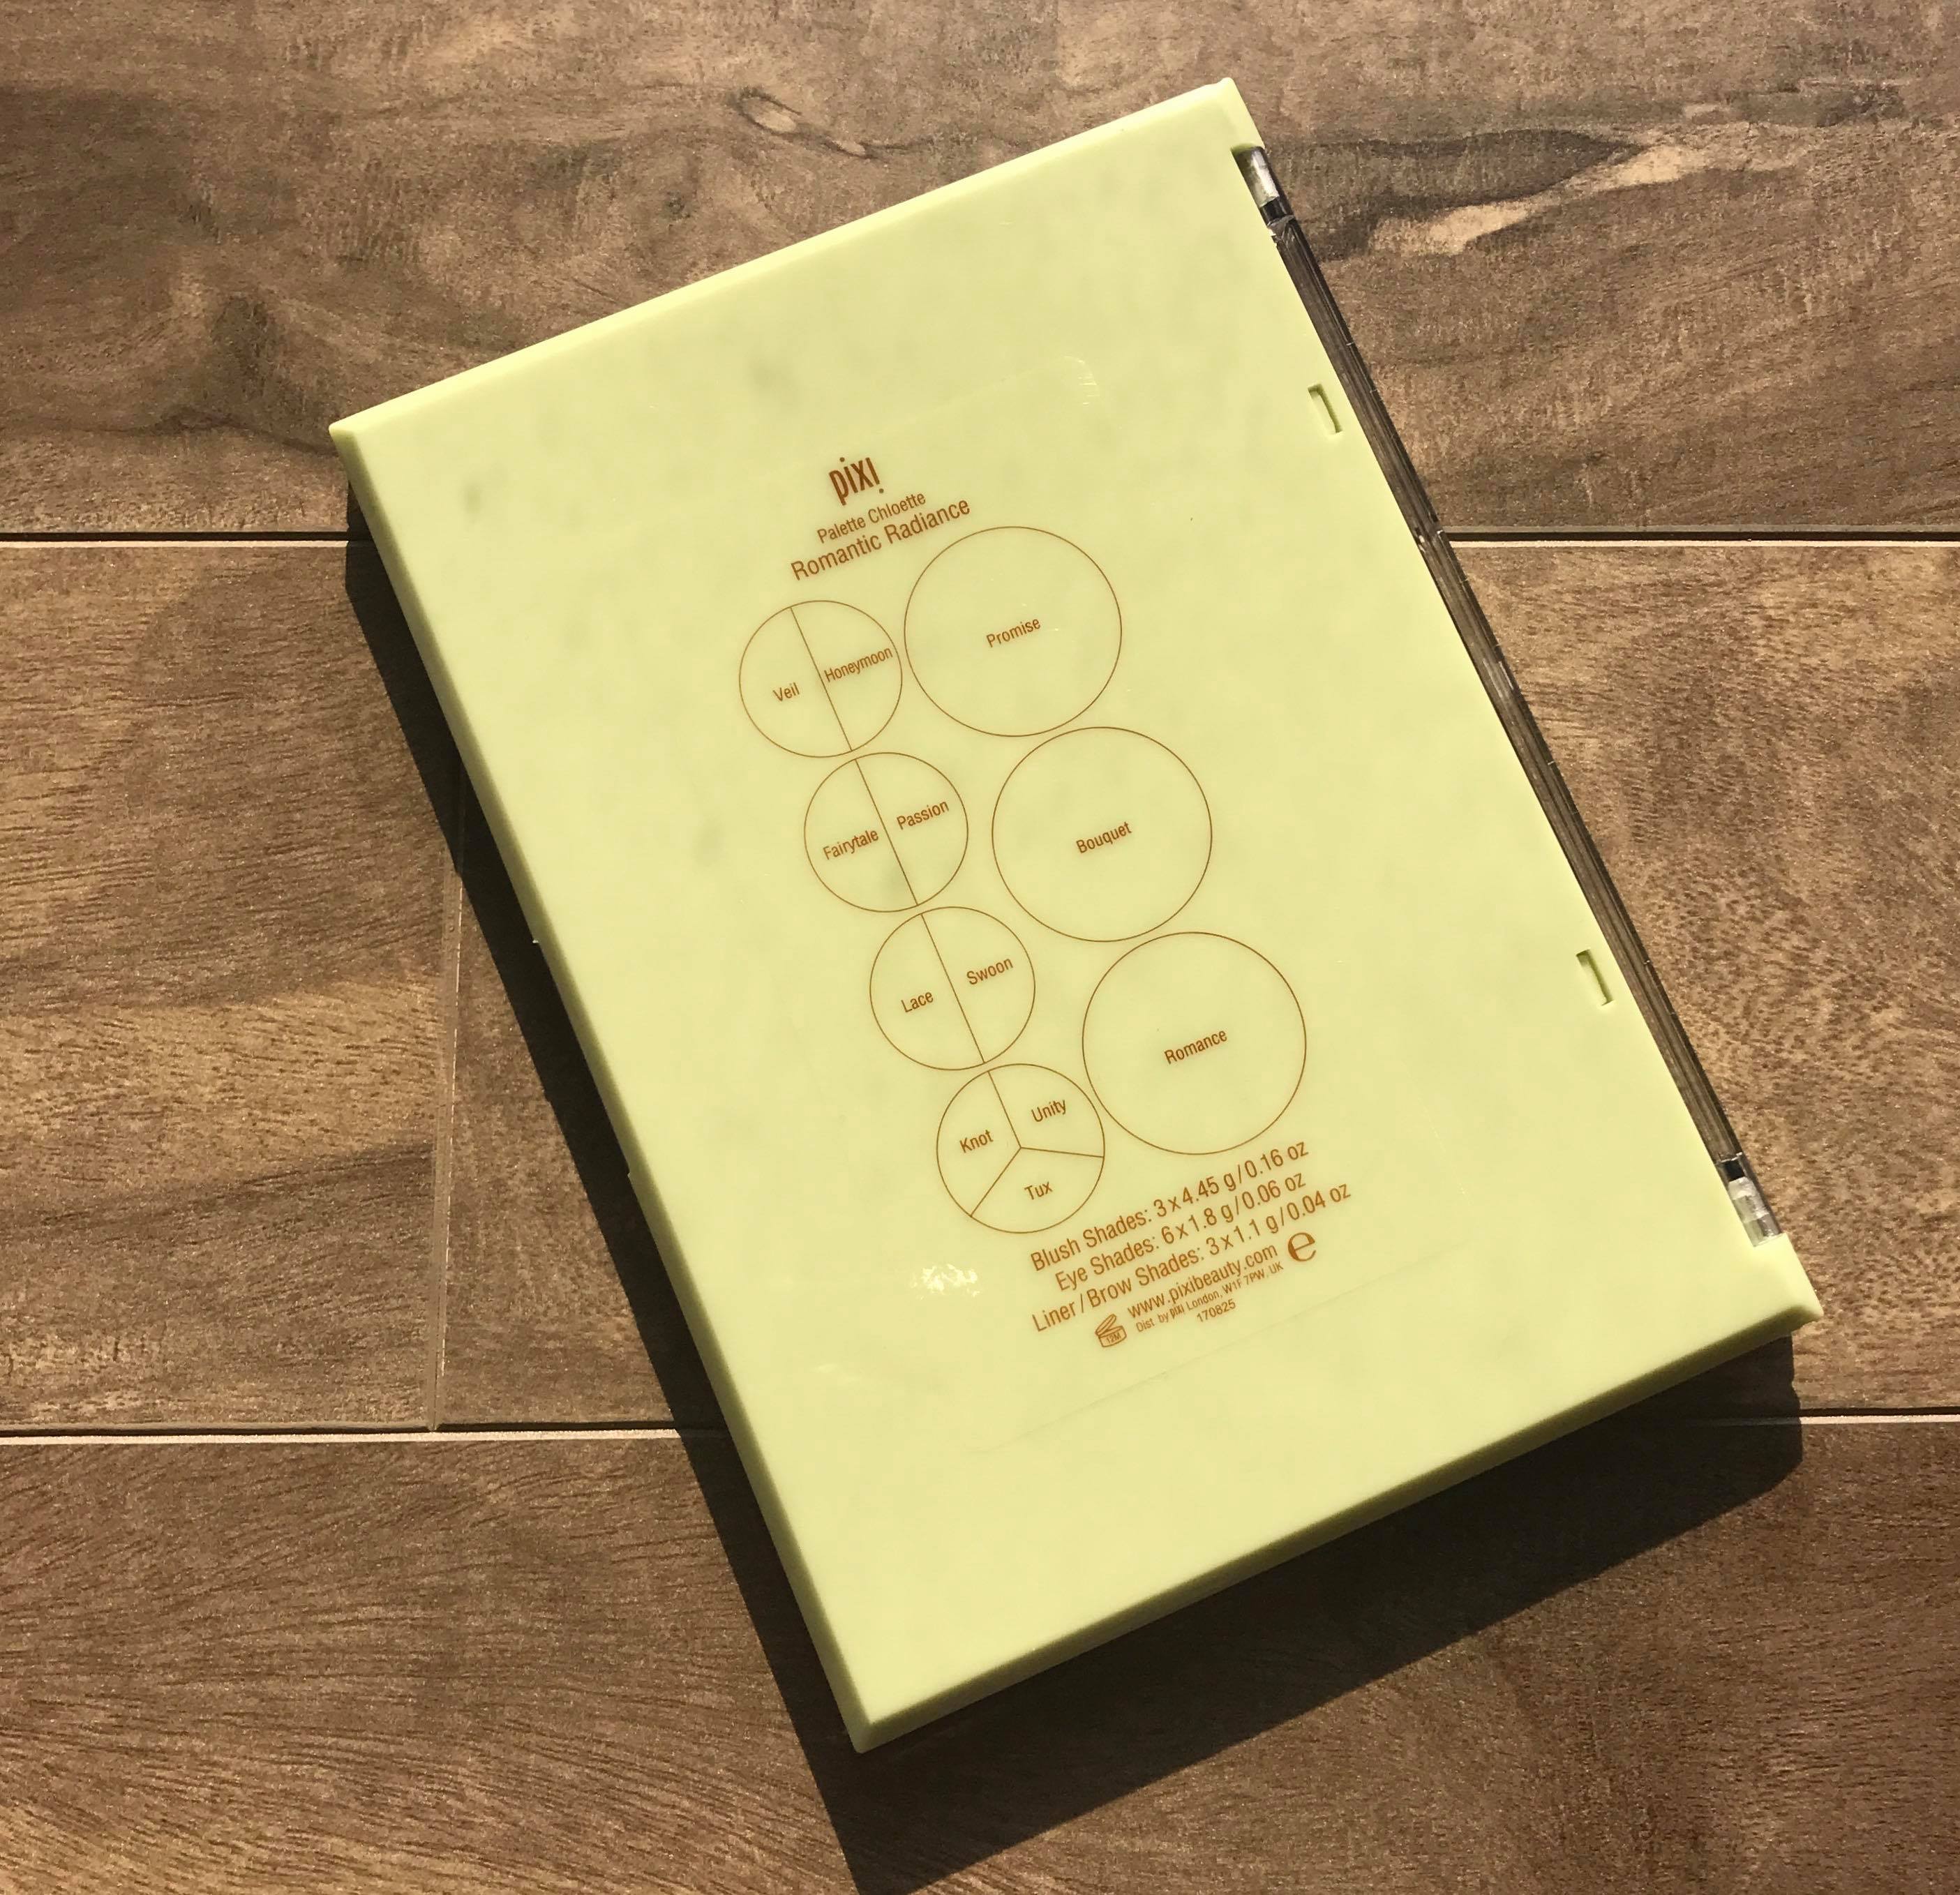 pixi
Palette Chloette
Romantic Radiance
Veil
Honeymoon
Promise
Fairytale
Passion
Bouquet
Lace
Swoon
Romance
Knot
Unity
Tux
Blush Shades: 3 x 4.45 g / 0.16 oz
Eye Shades: 6 x 1.8 g / 0.06 oz
Liner / Brow Shades: 3 x 1.1 g / 0.04 oz
www.pixibeauty.com e
12M Dist by pixi London, W1F 7PW, UK
170825